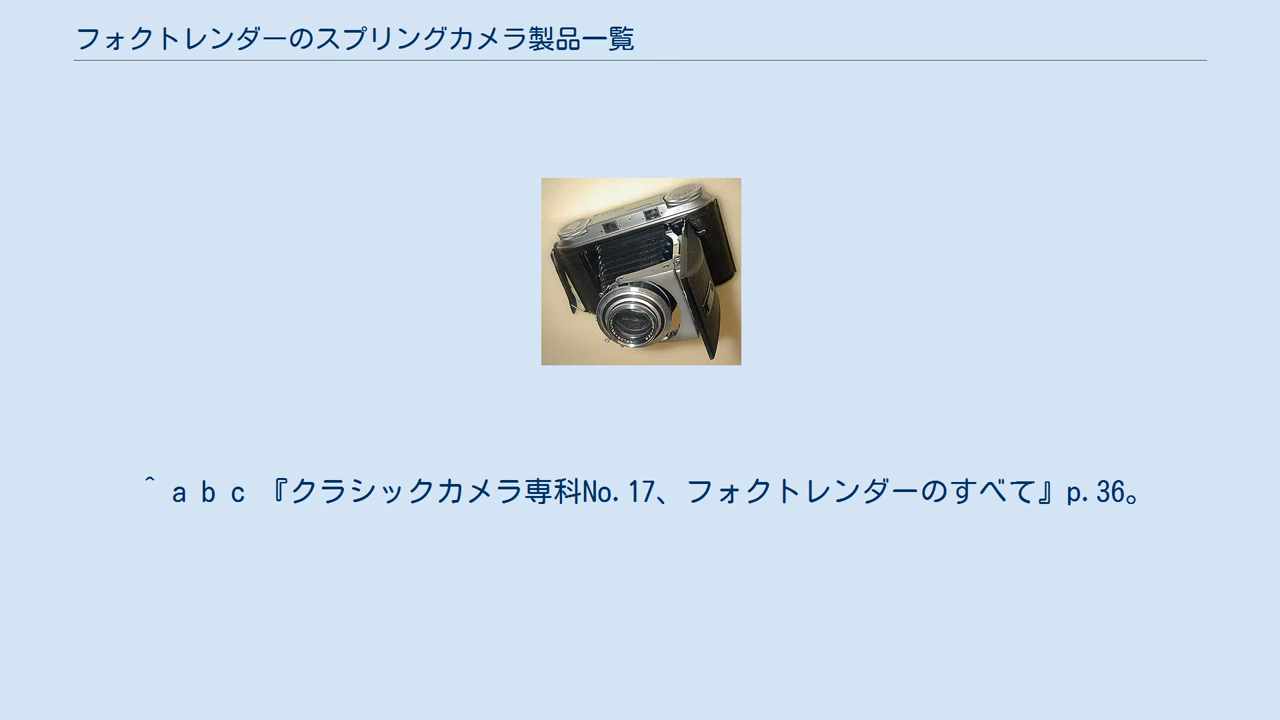 フォクトレンダーのスプリングカメラ製品一覧
^ a b c 『クラシックカメラ専科No.17、フォクトレンダーのすべて』p.36。